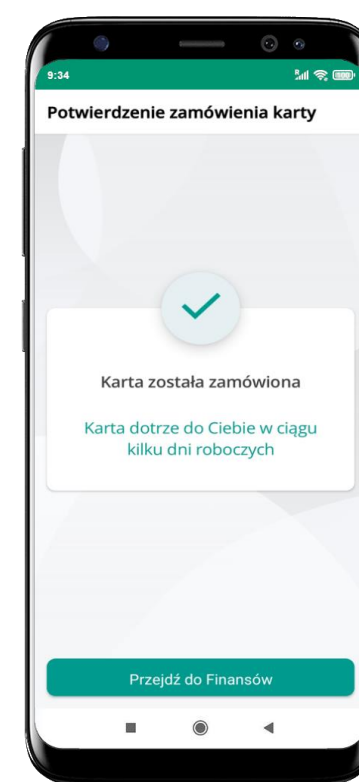 9:34
Potwierdzenie zamówienia karty
Karta została zamówiona
Karta dotrze do Ciebie w ciągu
kilku dni roboczych
Przejdź do Finansów